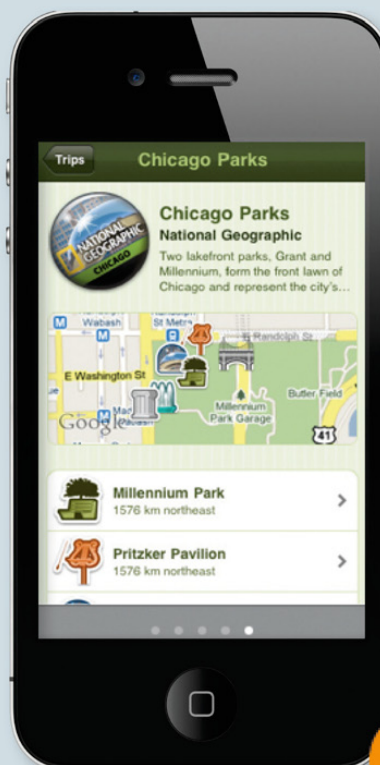 Trips
Chicago Parks
Chicago Parks
National Geographic
Two lakefront parks, Grant and
Millennium, form the front lawn of
Chicago and represent the city's...
NATIONAL
GEOGRAPHIC
CHICAGO
M
Wabash
St Metra
M
E Randolph St
E Washington St
Millennium
Park Garage
Butler Field
Google
M
41
Millennium Park
1576 km northeast
Pritzker Pavilion
1576 km northeast